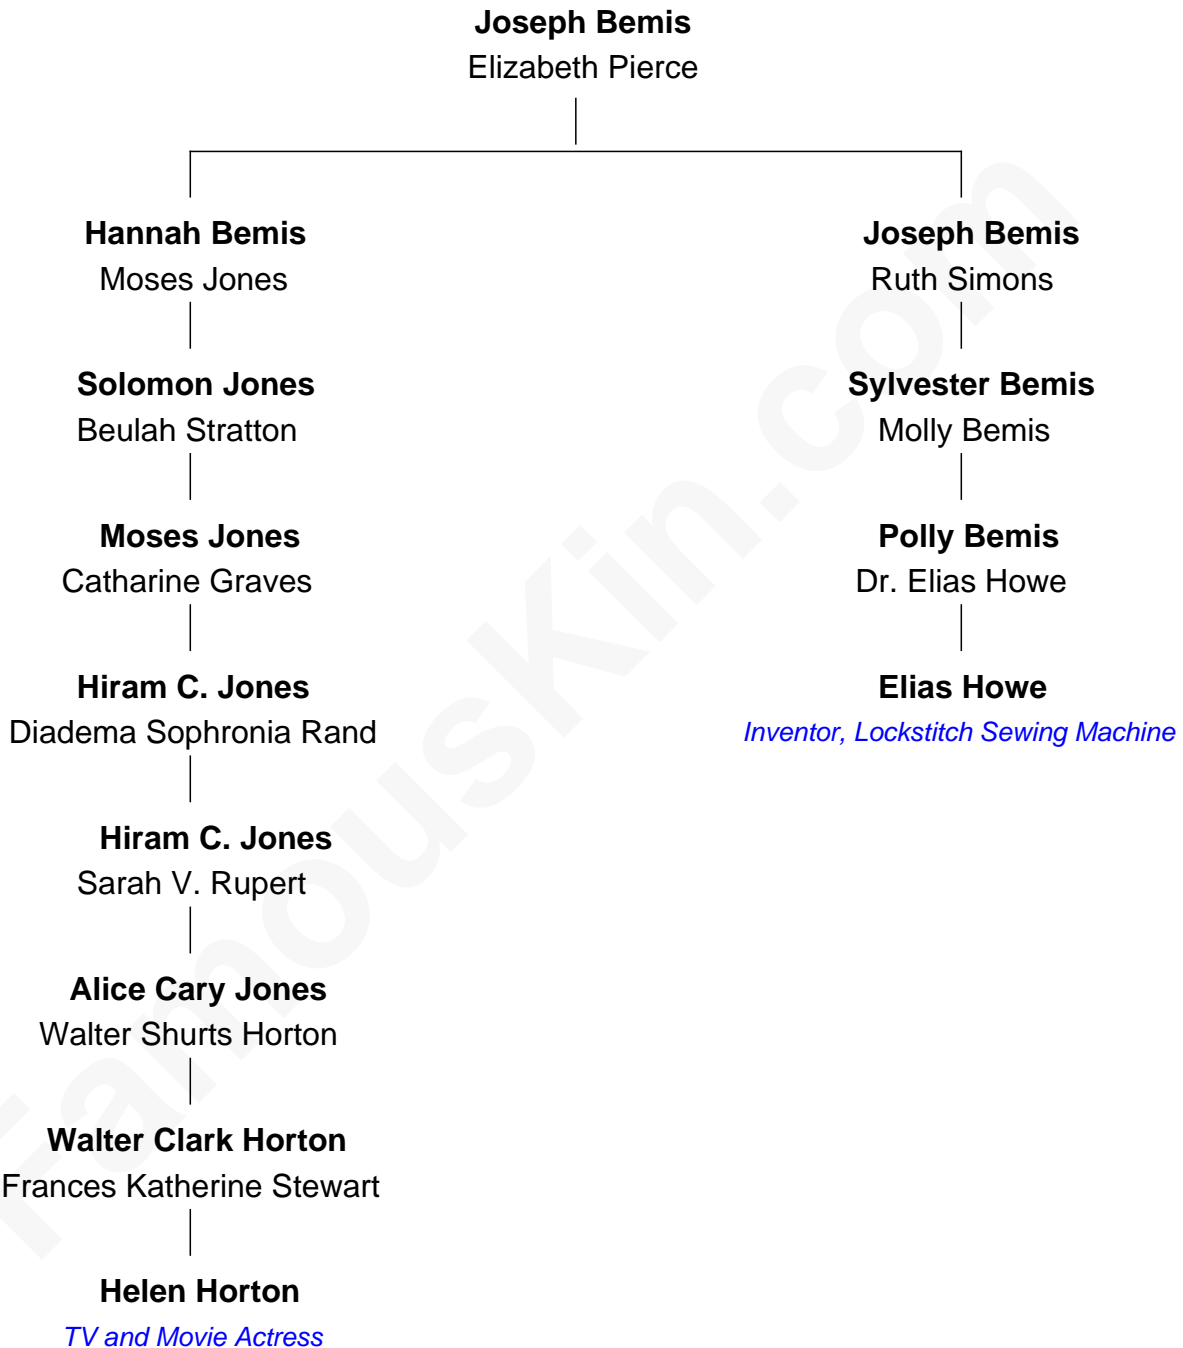 Joseph Bemis
Elizabeth Pierce
Hannah Bemis
Moses Jones
Solomon Jones
Beulah Stratton
Moses Jones
Catharine Graves
Hiram C. Jones
Diadema Sophronia Rand
Hiram C. Jones
Sarah V. Rupert
Alice Cary Jones
Walter Shurts Horton
Walter Clark Horton
Frances Katherine Stewart
Helen Horton
TV and Movie Actress
Joseph Bemis
Ruth Simons
Sylvester Bemis
Molly Bemis
Polly Bemis
Dr. Elias Howe
Elias Howe
Inventor, Lockstitch Sewing Machine
FamousKin.com